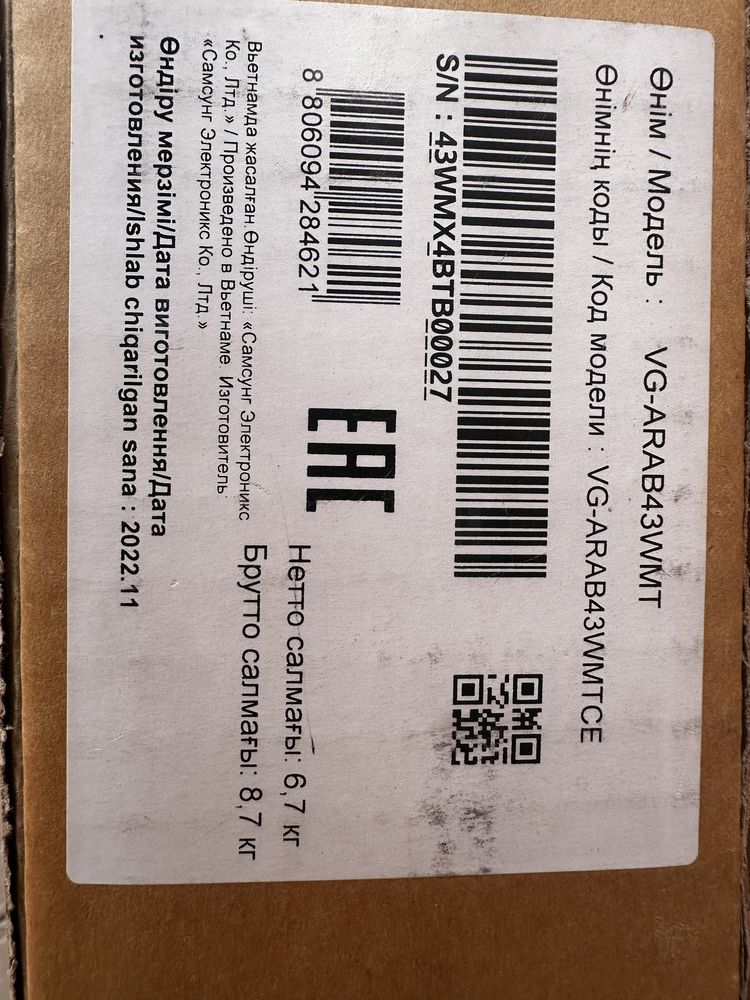 Өнім / Модель : VG-ARAB43WMT
Өнімнің коды / Код модели : VG-ARAB43WMTCE
S/N : 43WMX4BTB00027
8 806094 284621
EAC
Нетто салмағы: 6,7 кг
Брутто салмағы: 8,7 кг
Вьетнамда жасалған.Өндіруші: «Самсунг Электроникс
Ко., Лтд.» / Произведено в Вьетнаме. Изготовитель
«Самсунг Электроникс Ко., Лтд.»
Өндіру мерзімі/Дата виготовлення/Дата
изготовления/Ishlab chiqarilgan sana : 2022.11